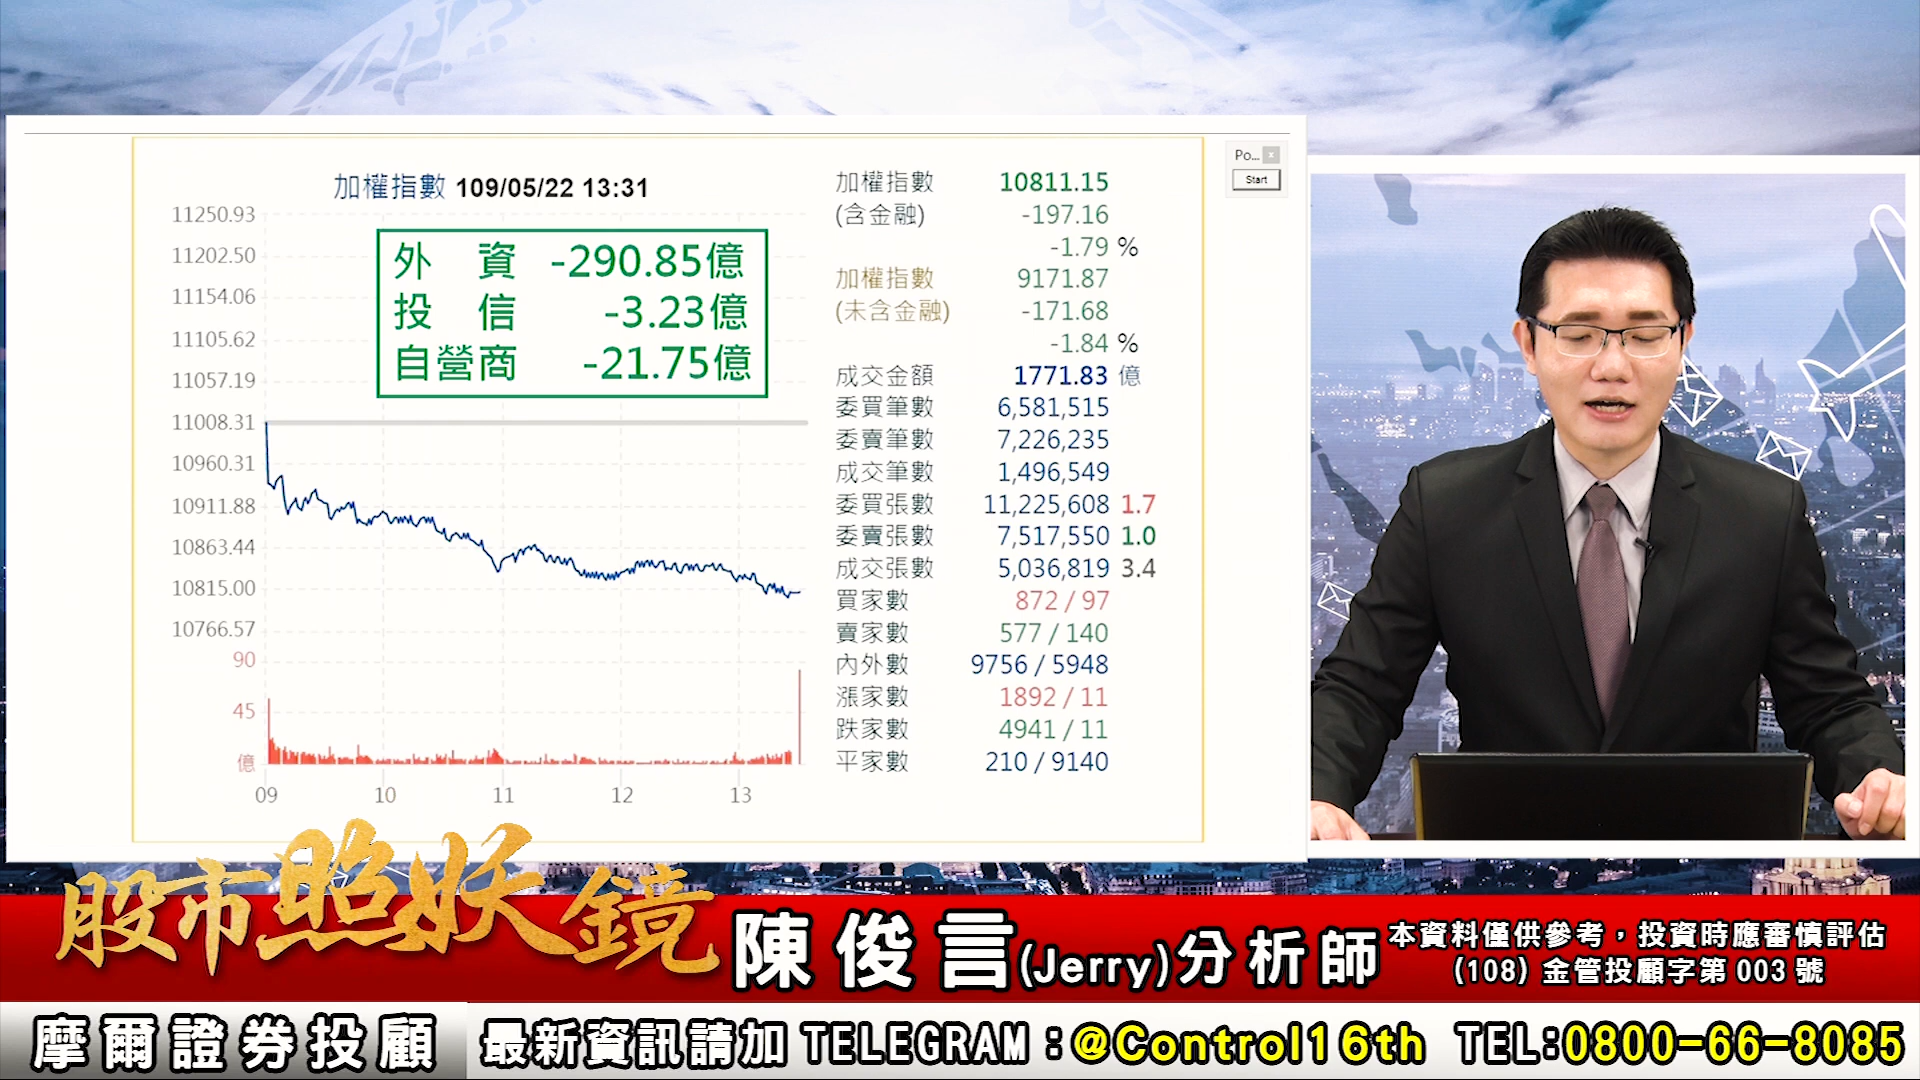 Po... x
Start
加權指數 109/05/22 13:31
外 資 -290.85億
投 信 -3.23億
自營商 -21.75億
11250.93
11202.50
11154.06
11105.62
11057.19
11008.31
10960.31
10911.88
10863.44
10815.00
10766.57
90
45
億
09 10 11 12 13
加權指數 10811.15
(含金融) -197.16
-1.79 %
加權指數 9171.87
(未含金融) -171.68
-1.84 %
成交金額 1771.83 億
委買筆數 6,581,515
委賣筆數 7,226,235
成交筆數 1,496,549
委買張數 11,225,608 1.7
委賣張數 7,517,550 1.0
成交張數 5,036,819 3.4
買家數 872 / 97
賣家數 577 / 140
內外數 9756 / 5948
漲家數 1892 / 11
跌家數 4941 / 11
平家數 210 / 9140
股市照妖鏡
陳俊言(Jerry)分析師
本資料僅供參考，投資時應審慎評估
(108) 金管投顧字第 003 號
摩爾證券投顧
最新資訊請加 TELEGRAM：@Control16th TEL:0800-66-8085